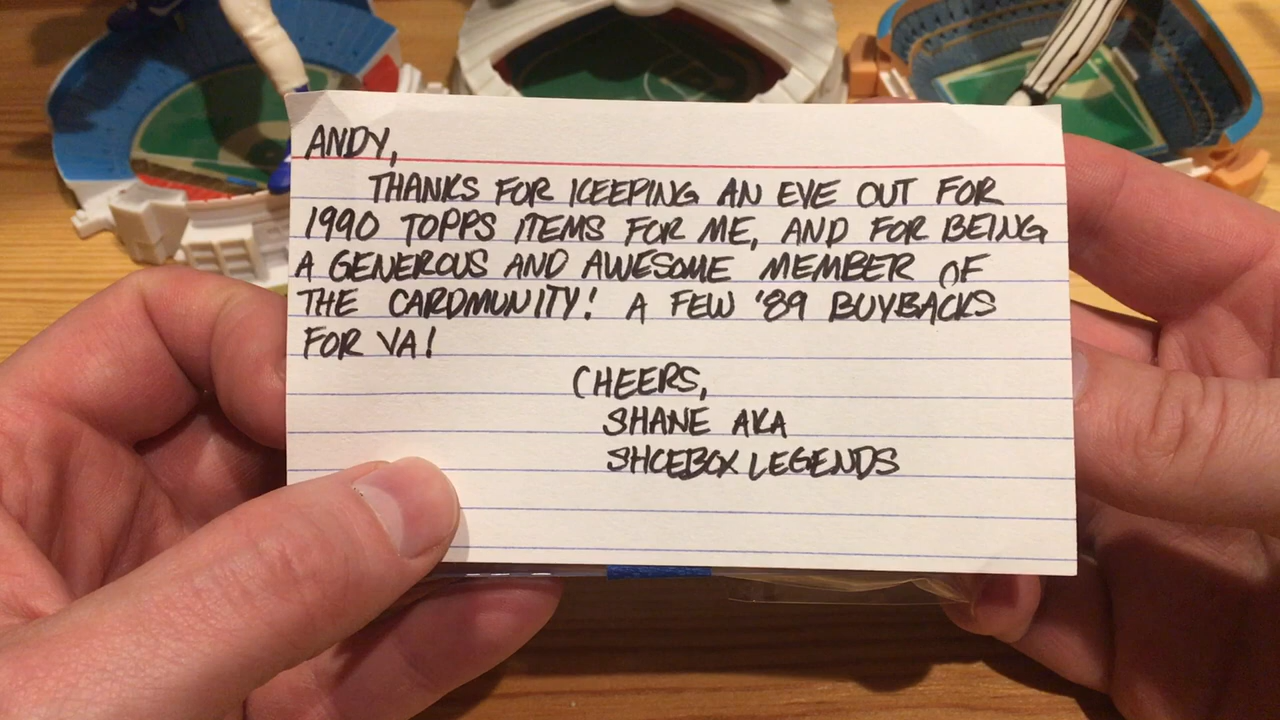 ANDY,
THANKS FOR KEEPING AN EYE OUT FOR
1990 TOPPS ITEMS FOR ME, AND FOR BEING
A GENEROUS AND AWESOME MEMBER OF
THE CARDMUNITY! A FEW '89 BUYBACKS
FOR YA!
CHEERS,
SHANE AKA
SHOEBOX LEGENDS